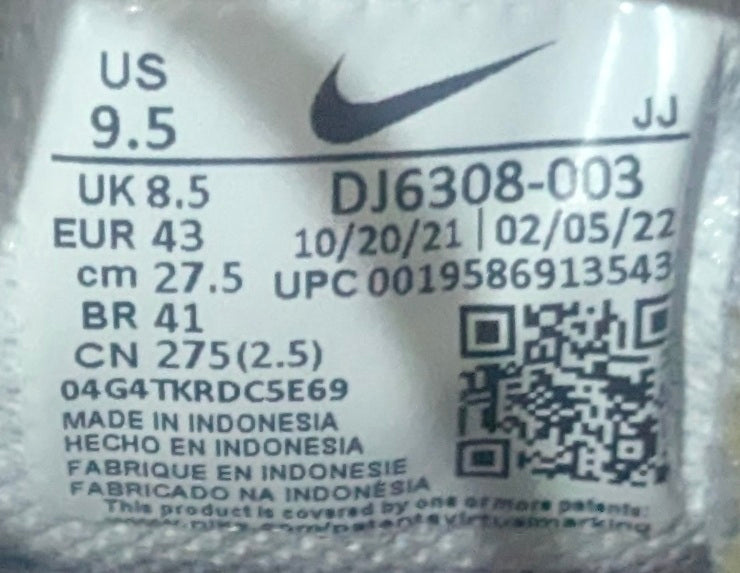 US
9.5
JJ
UK 8.5
DJ6308-003
EUR 43
10/20/21 | 02/05/22
cm 27.5
UPC 0019586913543
BR 41
CN 275(2.5)
04G4TKRDC5E69
MADE IN INDONESIA
HECHO EN INDONESIA
FABRIQUE EN INDONESIE
FABRICADO NA INDONÉSIA
This product is covered by one or more patents: